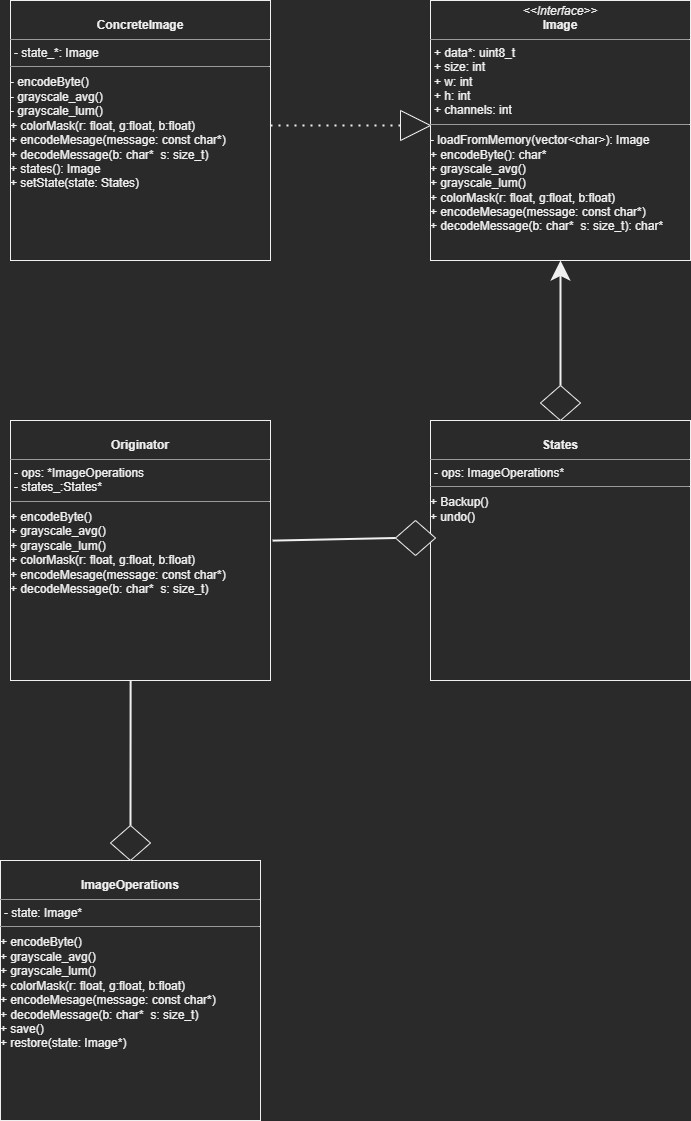 ConcreteImage
- state_*: Image
- encodeByte()
- grayscale_avg()
- grayscale_lum()
+ colorMask(r: float, g:float, b:float)
+ encodeMesage(message: const char*)
+ decodeMessage(b: char*  s: size_t)
+ states(): Image
+ setState(state: States)
<<Interface>>
Image
+ data*: uint8_t
+ size: int
+ w: int
+ h: int
+ channels: int
- loadFromMemory(vector<char>): Image
+ encodeByte(): char*
+ grayscale_avg()
+ grayscale_lum()
+ colorMask(r: float, g:float, b:float)
+ encodeMesage(message: const char*)
+ decodeMessage(b: char*  s: size_t): char*
Originator
- ops: *ImageOperations
- states_:States*
+ encodeByte()
+ grayscale_avg()
+ grayscale_lum()
+ colorMask(r: float, g:float, b:float)
+ encodeMesage(message: const char*)
+ decodeMessage(b: char*  s: size_t)
States
- ops: ImageOperations*
+ Backup()
+ undo()
ImageOperations
- state: Image*
+ encodeByte()
+ grayscale_avg()
+ grayscale_lum()
+ colorMask(r: float, g:float, b:float)
+ encodeMesage(message: const char*)
+ decodeMessage(b: char*  s: size_t)
+ save()
+ restore(state: Image*)